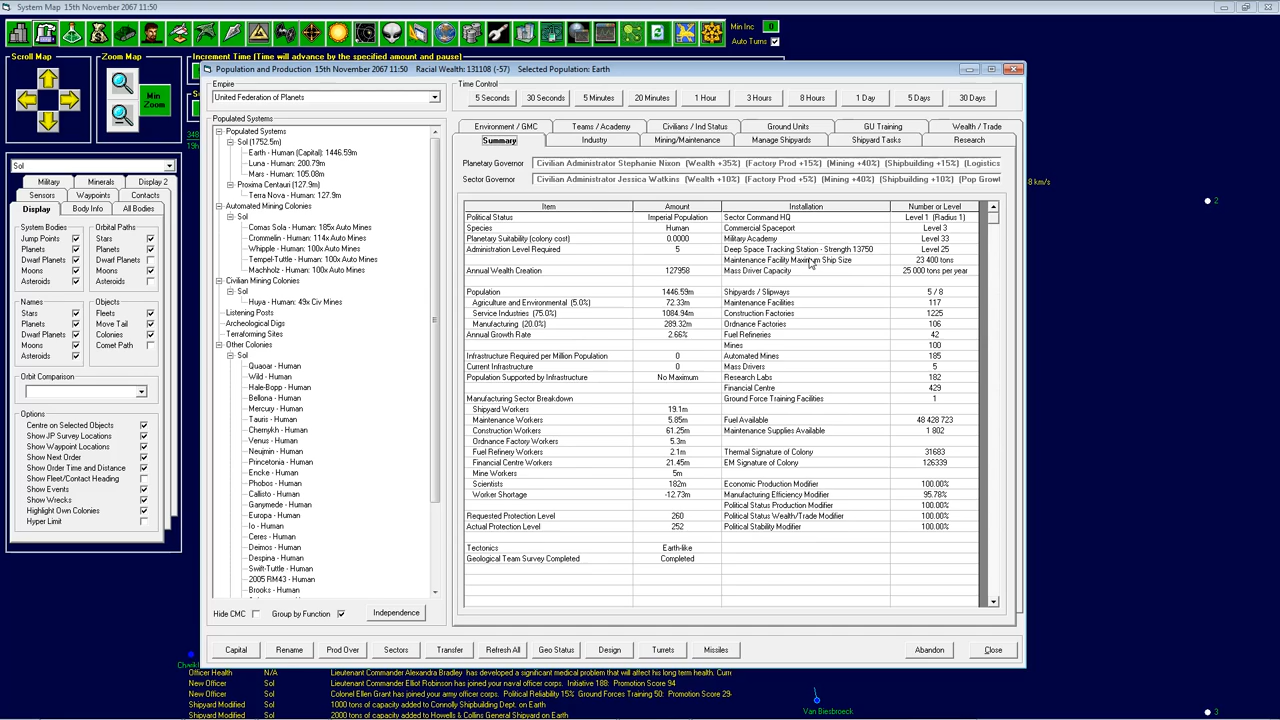 System Map 15th November 2067 11:50
Min Inc 0
Auto Turns
Scroll Map
Zoom Map
Min Zoom
Increment Time (Time will advance by the specified amount and pause)
Population and Production 15th November 2067 11:50 Racial Wealth: 131108 (-57) Selected Population: Earth
Empire
United Federation of Planets
Time Control
5 Seconds 30 Seconds 5 Minutes 20 Minutes 1 Hour 3 Hours 8 Hours 1 Day 5 Days 30 Days
Environment / GMC Teams / Academy Civilians / Ind Status Ground Units GU Training Wealth / Trade
Summary Industry Mining/Maintenance Manage Shipyards Shipyard Tasks Research
Planetary Governor Civilian Administrator Stephanie Nixon (Wealth +35%) (Factory Prod +15%) (Mining +40%) (Shipbuilding +15%) (Logistics
Sector Governor Civilian Administrator Jessica Watkins (Wealth +10%) (Factory Prod +5%) (Mining +40%) (Shipbuilding +10%) (Pop Grow
Populated Systems
Populated Systems
Sol (1752.5m)
Earth - Human (Capital): 1446.59m
Luna - Human: 200.79m
Mars - Human: 105.08m
Proxima Centauri (127.9m)
Terra Nova - Human: 127.9m
Automated Mining Colonies
Sol
Comas Sola - Human: 185x Auto Mines
Crommelin - Human: 114x Auto Mines
Whipple - Human: 100x Auto Mines
Tempel-Tuttle - Human: 100x Auto Mines
Machholz - Human: 100x Auto Mines
Civilian Mining Colonies
Sol
Huya - Human: 49x Civ Mines
Listening Posts
Archeological Digs
Terraforming Sites
Other Colonies
Sol
Quaoar - Human
Wild - Human
Hale-Bopp - Human
Bellona - Human
Mercury - Human
Tauris - Human
Chernykh - Human
Venus - Human
Neujmin - Human
Princetonia - Human
Encke - Human
Phobos - Human
Callisto - Human
Ganymede - Human
Europa - Human
Io - Human
Ceres - Human
Deimos - Human
Despina - Human
Swift-Tuttle - Human
2005 RM43 - Human
Brooks - Human
Hide CMC Group by Function Independence
Item Amount Installation Number or Level
Political Status Imperial Population Sector Command HQ Level 1 (Radius 1)
Species Human Commercial Spaceport Level 3
Planetary Suitability (colony cost) 0.0000 Military Academy Level 33
Administration Level Required 5 Deep Space Tracking Station - Strength 13750 Level 25
Maintenance Facility Maximum Ship Size 23 400 tons
Annual Wealth Creation 127958 Mass Driver Capacity 25 000 tons per year
Population 1446.59m Shipyards / Slipways 5 / 8
Agriculture and Environmental (5.0%) 72.33m Maintenance Facilities 117
Service Industries (75.0%) 1084.94m Construction Factories 1225
Manufacturing (20.0%) 289.32m Ordnance Factories 106
Annual Growth Rate 2.66% Fuel Refineries 42
Mines 100
Infrastructure Required per Million Population 0 Automated Mines 185
Current Infrastructure 0 Mass Drivers 5
Population Supported by Infrastructure No Maximum Research Labs 182
Financial Centre 429
Manufacturing Sector Breakdown Ground Force Training Facilities 1
Shipyard Workers 19.1m
Maintenance Workers 5.85m Fuel Available 48 428 723
Construction Workers 61.25m Maintenance Supplies Available 1 802
Ordnance Factory Workers 5.3m
Fuel Refinery Workers 2.1m Thermal Signature of Colony 31683
Financial Centre Workers 21.45m EM Signature of Colony 126339
Mine Workers 5m
Scientists 182m Economic Production Modifier 100.00%
Worker Shortage -12.73m Manufacturing Efficiency Modifier 95.78%
Political Status Production Modifier 100.00%
Requested Protection Level 260 Political Status Wealth/Trade Modifier 100.00%
Actual Protection Level 252 Political Stability Modifier 100.00%
Tectonics Earth-like
Geological Team Survey Completed Completed
Capital Rename Prod Over Sectors Transfer Refresh All Geo Status Design Turrets Missiles Abandon Close
Sol
Military Minerals Display 2
Sensors Waypoints Contacts
Display Body Info All Bodies
System Bodies Orbital Paths
Jump Points Stars
Planets Planets
Dwarf Planets Dwarf Planets
Moons Moons
Asteroids Asteroids
Names Objects
Stars Fleets
Planets Move Tail
Dwarf Planets Colonies
Moons Comet Path
Asteroids
Orbit Comparison
Options
Centre on Selected Objects
Show JP Survey Locations
Show Waypoint Locations
Show Next Order
Show Order Time and Distance
Show Fleet/Contact Heading
Show Events
Show Wrecks
Highlight Own Colonies
Hyper Limit
8 km/s
2
Officer Health N/A Lieutenant Commander Alexandra Bradley has developed a significant medical problem that will affect his long term health. Curr
New Officer Sol Lieutenant Commander Elliot Robinson has joined your naval officer corps. Initiative 188: Promotion Score 94
New Officer Sol Colonel Ellen Grant has joined your army officer corps. Political Reliability 15% Ground Forces Training 50: Promotion Score 29-
Shipyard Modified Sol 1000 tons of capacity added to Connolly Shipbuilding Dept. on Earth
Shipyard Modified Sol 2000 tons of capacity added to Howells & Collins General Shipyard on Earth
Van Biesbroeck
3